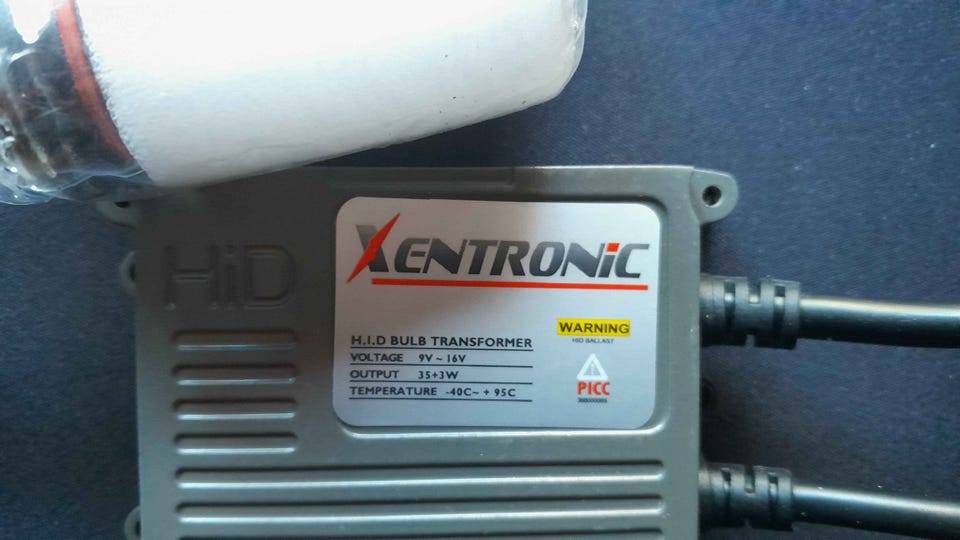 HiD
XENTRONiC
WARNING
HID BALLAST
H.I.D BULB TRANSFORMER
VOLTAGE 9V ~ 16V
OUTPUT 35+3W
TEMPERATURE -40C~ + 95C
PICC